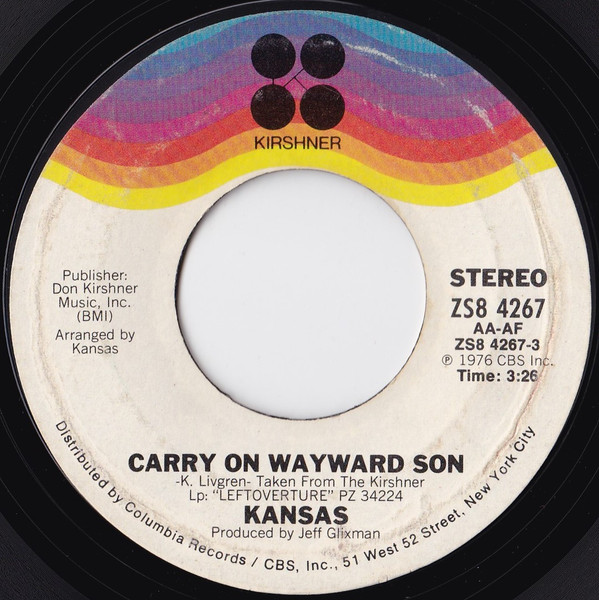 KIRSHNER
Publisher:
Don Kirshner
Music, Inc.
(BMI)
Arranged by
Kansas
STEREO
ZS8 4267
AA-AF
ZS8 4267-3
℗ 1976 CBS Inc.
Time: 3:26
CARRY ON WAYWARD SON
-K. Livgren- Taken From The Kirshner
Lp: "LEFTOVERTURE" PZ 34224
KANSAS
Produced by Jeff Glixman
Distributed by Columbia Records / CBS, Inc., 51 West 52 Street, New York City